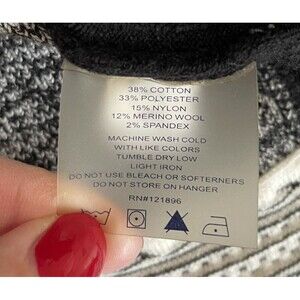 38% COTTON
33% POLYESTER
15% NYLON
12% MERINO WOOL
2% SPANDEX
MACHINE WASH COLD
WITH LIKE COLORS
TUMBLE DRY LOW
LIGHT IRON
DO NOT USE BLEACH OR SOFTERNERS
DO NOT STORE ON HANGER
RN#121896